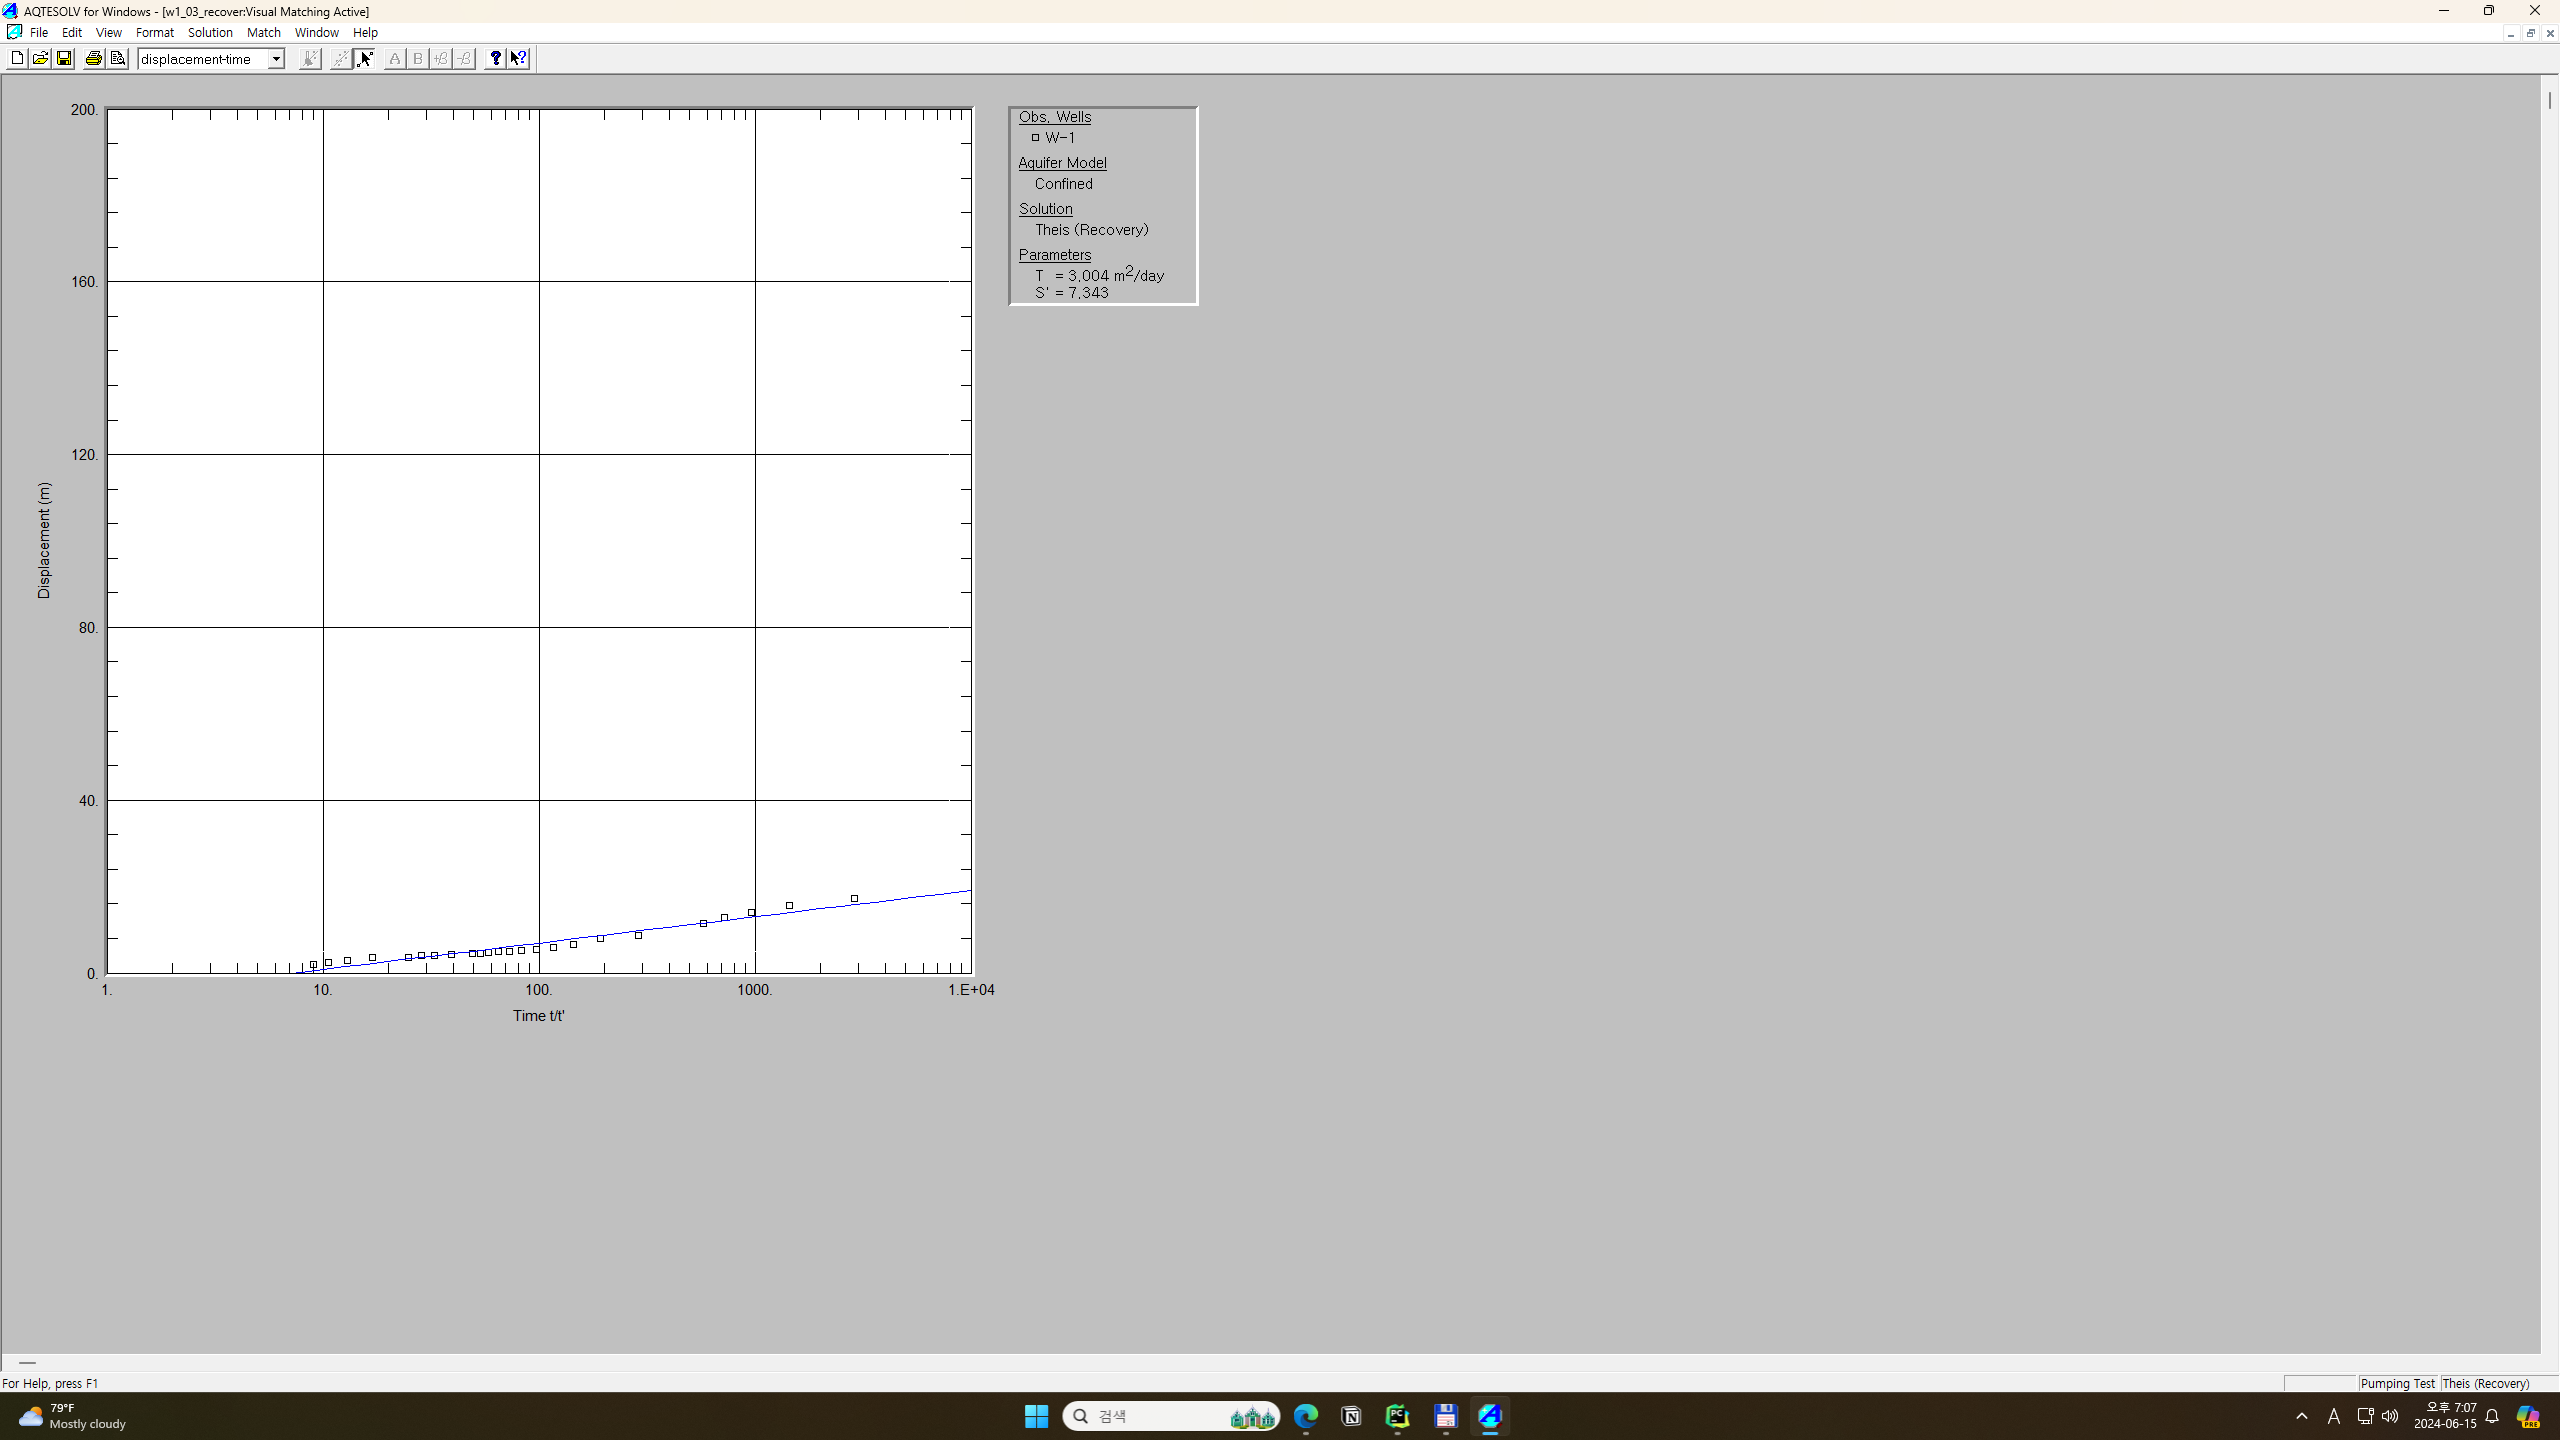 AQTESOLV for Windows - [w1_03_recover:Visual Matching Active]
File Edit View Format Solution Match Window Help
displacement-time
A B +B -B ? ?
Obs. Wells
W-1
Aquifer Model
Confined
Solution
Theis (Recovery)
Parameters
T = 3.004 m2/day
S' = 7.343
200.
160.
120.
80.
40.
0.
Displacement (m)
1. 10. 100. 1000. 1.E+04
Time t/t'
For Help, press F1
Pumping Test Theis (Recovery)
79°F
Mostly cloudy
검색
PC
A
오후 7:07
2024-06-15
PRE